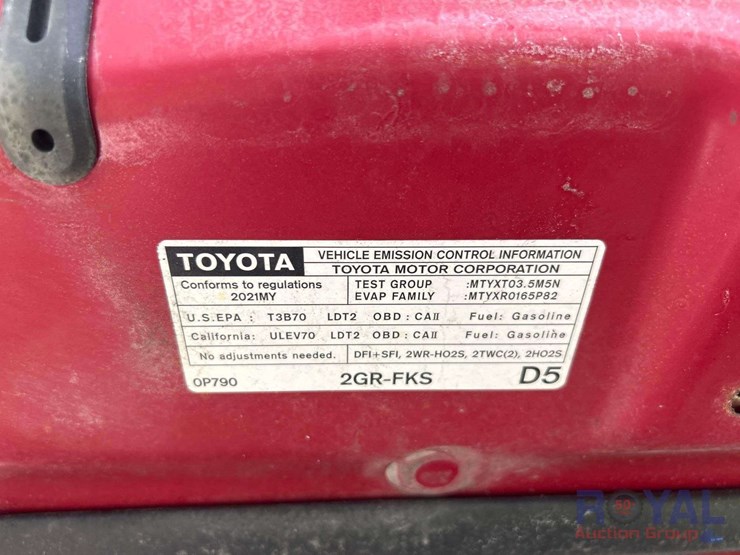 TOYOTA
VEHICLE EMISSION CONTROL INFORMATION
TOYOTA MOTOR CORPORATION
Conforms to regulations
2021MY
TEST GROUP :MTYXT03.5M5N
EVAP FAMILY :MTYXR0165P82
U.S.EPA : T3B70 LDT2 OBD : CAII Fuel: Gasoline
California: ULEV70 LDT2 OBD : CAII Fuel: Gasoline
No adjustments needed.
DFI+SFI, 2WR-HO2S, 2TWC(2), 2HO2S
0P790
2GR-FKS
D5
ROYAL
Auction Group